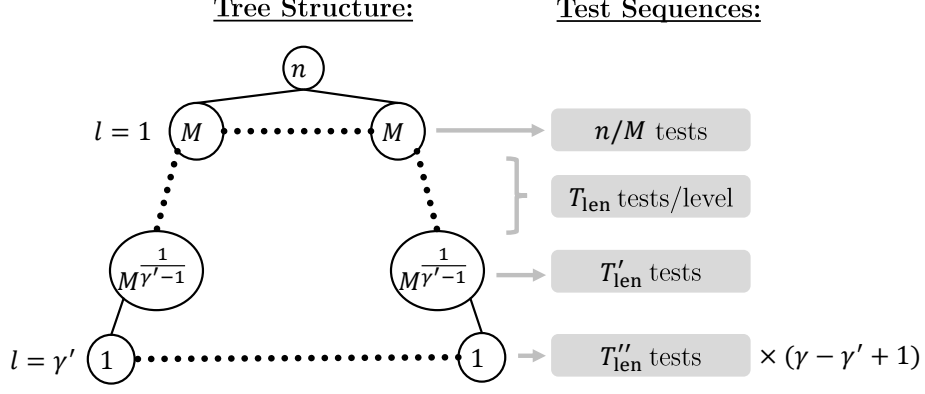 Tree Structure: Test Sequences:
n
l = 1 M M n/M tests
T_len tests/level
M^{1/(γ′−1)} M^{1/(γ′−1)} T′_len tests
l = γ′ 1 1 T′′_len tests × (γ − γ′ + 1)